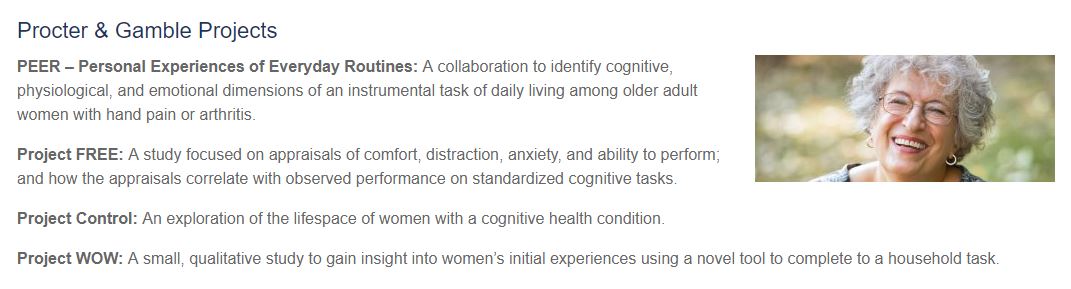 Procter & Gamble Projects
PEER – Personal Experiences of Everyday Routines: A collaboration to identify cognitive,
physiological, and emotional dimensions of an instrumental task of daily living among older adult
women with hand pain or arthritis.
Project FREE: A study focused on appraisals of comfort, distraction, anxiety, and ability to perform;
and how the appraisals correlate with observed performance on standardized cognitive tasks.
Project Control: An exploration of the lifespace of women with a cognitive health condition.
Project WOW: A small, qualitative study to gain insight into women’s initial experiences using a novel tool to complete to a household task.